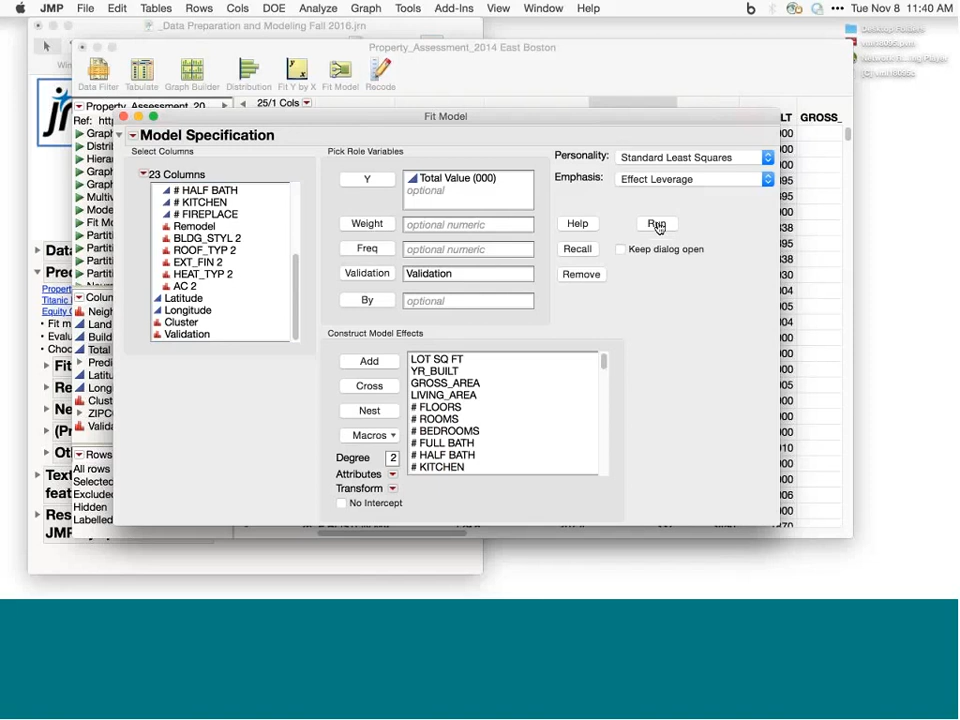 JMP File Edit Tables Rows Cols DOE Analyze Graph Tools Add-Ins View Window Help Tue Nov 8 11:40 AM
_Data Preparation and Modeling Fall 2016.jrn
Desktop Folders
Property_Assessment_2014 East Boston
Data Filter Tabulate Graph Builder Distribution Fit Y by X Fit Model Recode
Property_Assessment_20
25/1 Cols
Ref: htt
Fit Model
GROSS_
Model Specification
Select Columns
23 Columns
# HALF BATH
# KITCHEN
# FIREPLACE
Remodel
BLDG_STYL 2
ROOF_TYP 2
EXT_FIN 2
HEAT_TYP 2
AC 2
Latitude
Longitude
Cluster
Validation
Pick Role Variables
Y
Total Value (000)
optional
Weight
optional numeric
Freq
optional numeric
Validation
Validation
By
optional
Personality:
Standard Least Squares
Emphasis:
Effect Leverage
Help
Run
Recall
Keep dialog open
Remove
Construct Model Effects
Add
Cross
Nest
Macros
Degree 2
Attributes
Transform
No Intercept
LOT SQ FT
YR_BUILT
GROSS_AREA
LIVING_AREA
# FLOORS
# ROOMS
# BEDROOMS
# FULL BATH
# HALF BATH
# KITCHEN
All rows
Selected
Excluded
Hidden
Labelled